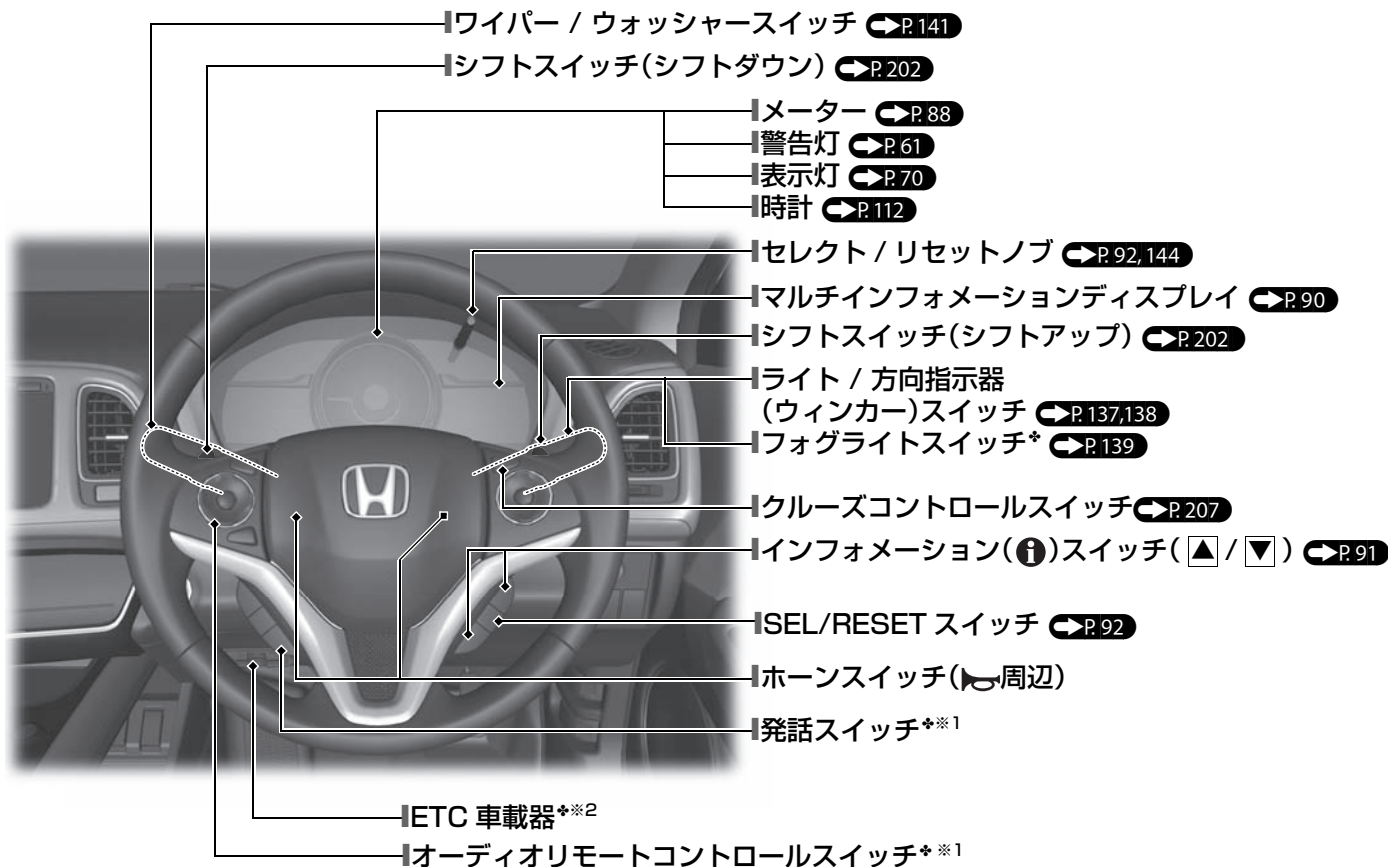 ワイパー / ウォッシャースイッチ P.141
シフトスイッチ(シフトダウン) P.202
メーター P.88
警告灯 P.61
表示灯 P.70
時計 P.112
セレクト / リセットノブ P.92,144
マルチインフォメーションディスプレイ P.90
シフトスイッチ(シフトアップ) P.202
ライト / 方向指示器
(ウィンカー)スイッチ P.137,138
フォグライトスイッチ✤ P.139
クルーズコントロールスイッチ P.207
インフォメーション(i)スイッチ(▲/▼) P.91
SEL/RESET スイッチ P.92
ホーンスイッチ(周辺)
発話スイッチ✤※1
ETC 車載器✤※2
オーディオリモートコントロールスイッチ✤※1